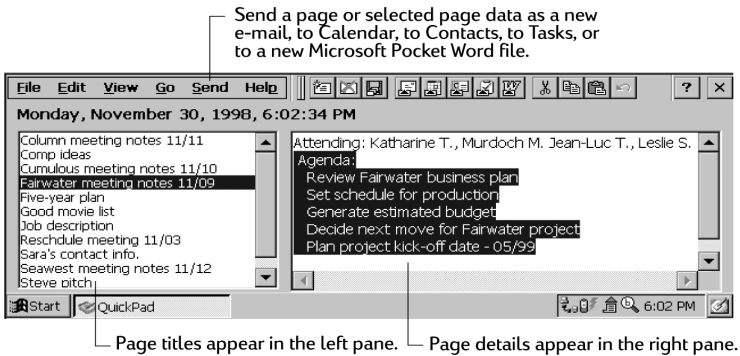 Send a page or selected page data as a new
e-mail, to Calendar, to Contacts, to Tasks, or
to a new Microsoft Pocket Word file.
File Edit View Go Send Help ? ×
Monday, November 30, 1998, 6:02:34 PM
Column meeting notes 11/11
Comp ideas
Cumulous meeting notes 11/10
Fairwater meeting notes 11/09
Five-year plan
Good movie list
Job description
Reschdule meeting 11/03
Sara's contact info.
Seawest meeting notes 11/12
Steve pitch
Attending: Katharine T., Murdoch M. Jean-Luc T., Leslie S.
Agenda:
Review Fairwater business plan
Set schedule for production
Generate estimated budget
Decide next move for Fairwater project
Plan project kick-off date - 05/99
Start QuickPad 6:02 PM
Page titles appear in the left pane.
Page details appear in the right pane.